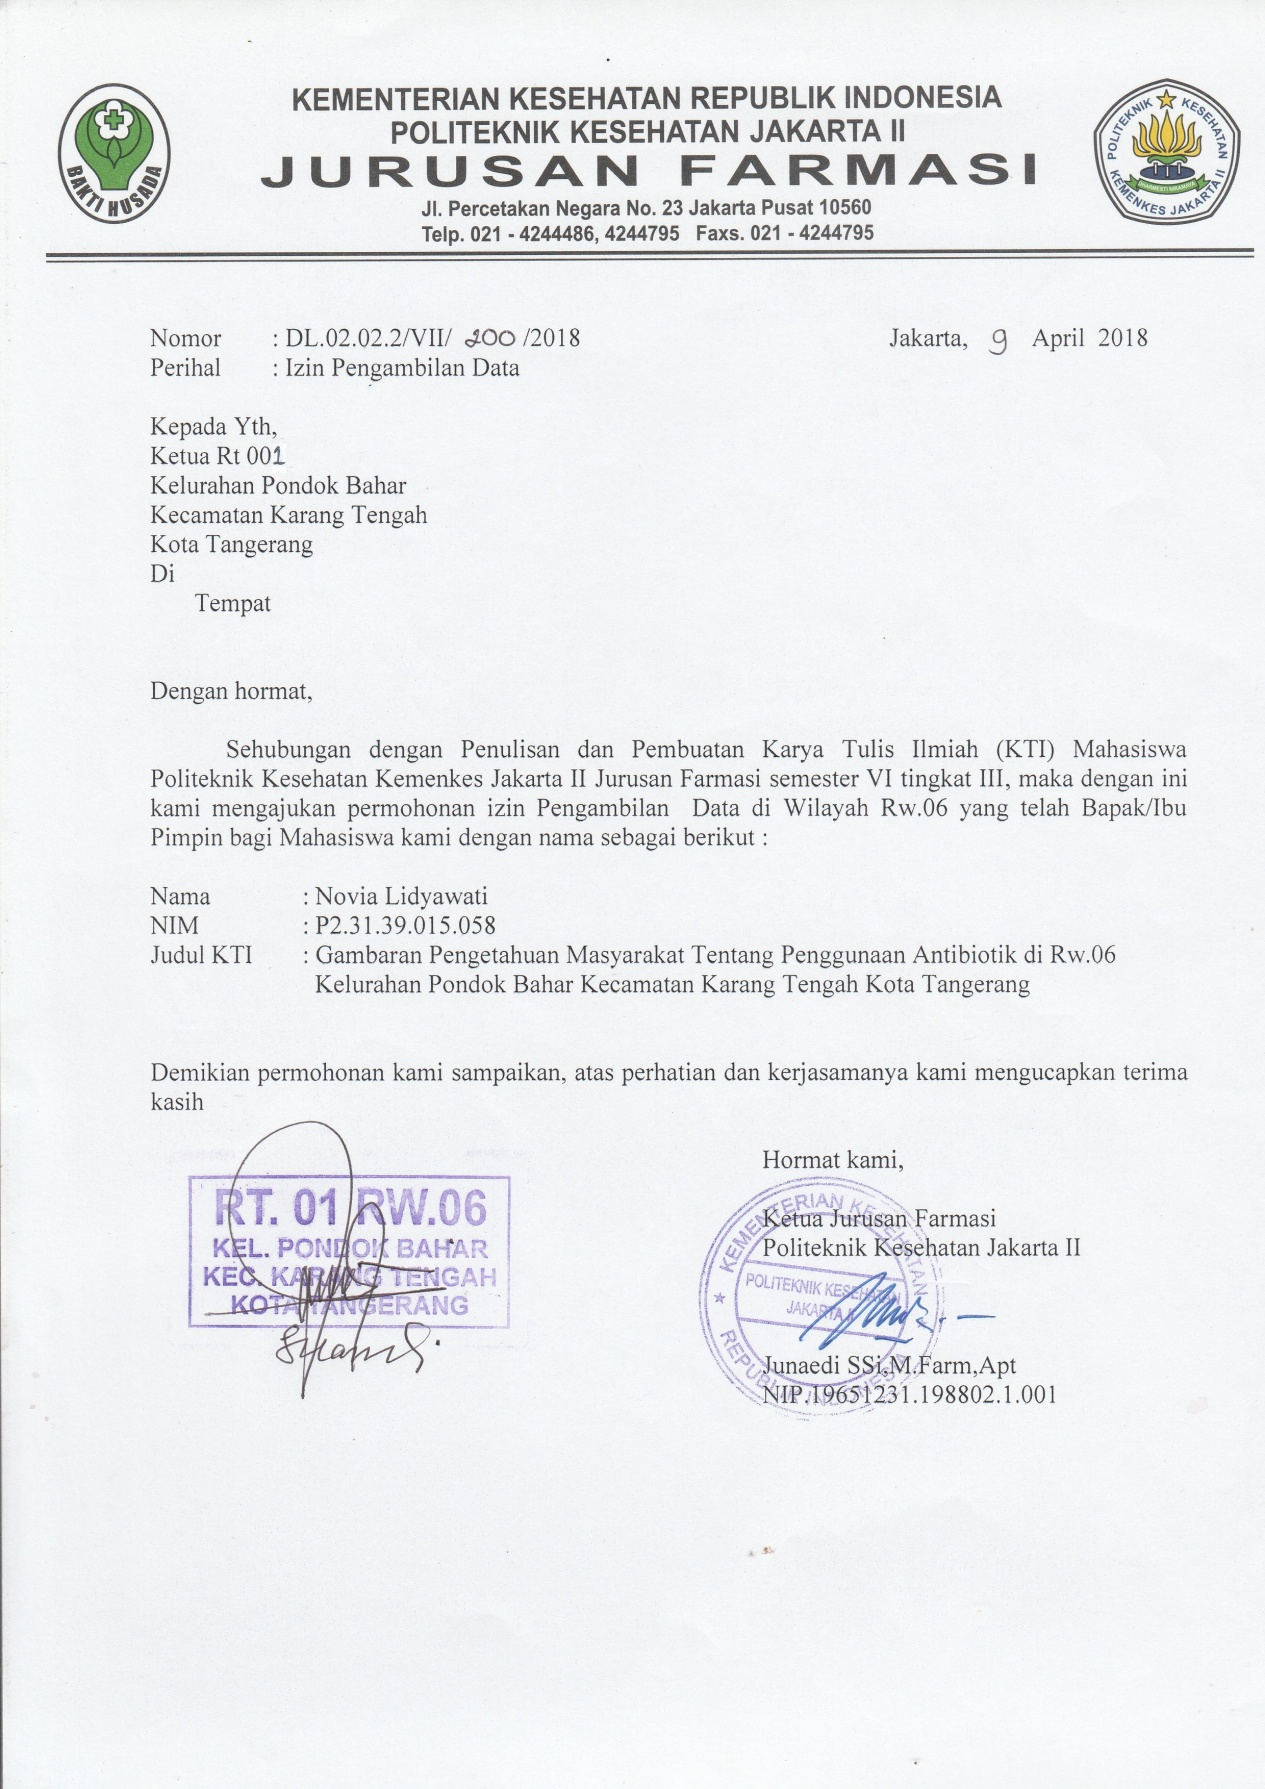 KEMENTERIAN KESEHATAN REPUBLIK INDONESIA
POLITEKNIK KESEHATAN JAKARTA II
JURUSAN FARMASI
Jl. Percetakan Negara No. 23 Jakarta Pusat 10560
Telp. 021 - 4244486, 4244795 Faxs. 021 - 4244795
BAKTI HUSADA
POLITEKNIK KESEHATAN
KEMENKES JAKARTA II
Nomor : DL.02.02.2/VII/ 200 /2018 Jakarta, 9 April 2018
Perihal : Izin Pengambilan Data
Kepada Yth,
Ketua Rt 001
Kelurahan Pondok Bahar
Kecamatan Karang Tengah
Kota Tangerang
Di
Tempat
Dengan hormat,
Sehubungan dengan Penulisan dan Pembuatan Karya Tulis Ilmiah (KTI) Mahasiswa
Politeknik Kesehatan Kemenkes Jakarta II Jurusan Farmasi semester VI tingkat III, maka dengan ini
kami mengajukan permohonan izin Pengambilan Data di Wilayah Rw.06 yang telah Bapak/Ibu
Pimpin bagi Mahasiswa kami dengan nama sebagai berikut :
Nama : Novia Lidyawati
NIM : P2.31.39.015.058
Judul KTI : Gambaran Pengetahuan Masyarakat Tentang Penggunaan Antibiotik di Rw.06
Kelurahan Pondok Bahar Kecamatan Karang Tengah Kota Tangerang
Demikian permohonan kami sampaikan, atas perhatian dan kerjasamanya kami mengucapkan terima
kasih
RT. 01 RW.06
KEL. PONDOK BAHAR
KEC. KARANG TENGAH
KOTA TANGERANG
Hormat kami,
Ketua Jurusan Farmasi
Politeknik Kesehatan Jakarta II
KEMENTERIAN KESEHATAN
POLITEKNIK KESEHATAN
JAKARTA II
REPUBLIK INDONESIA
Junaedi SSi,M.Farm,Apt
NIP.19651231.198802.1.001